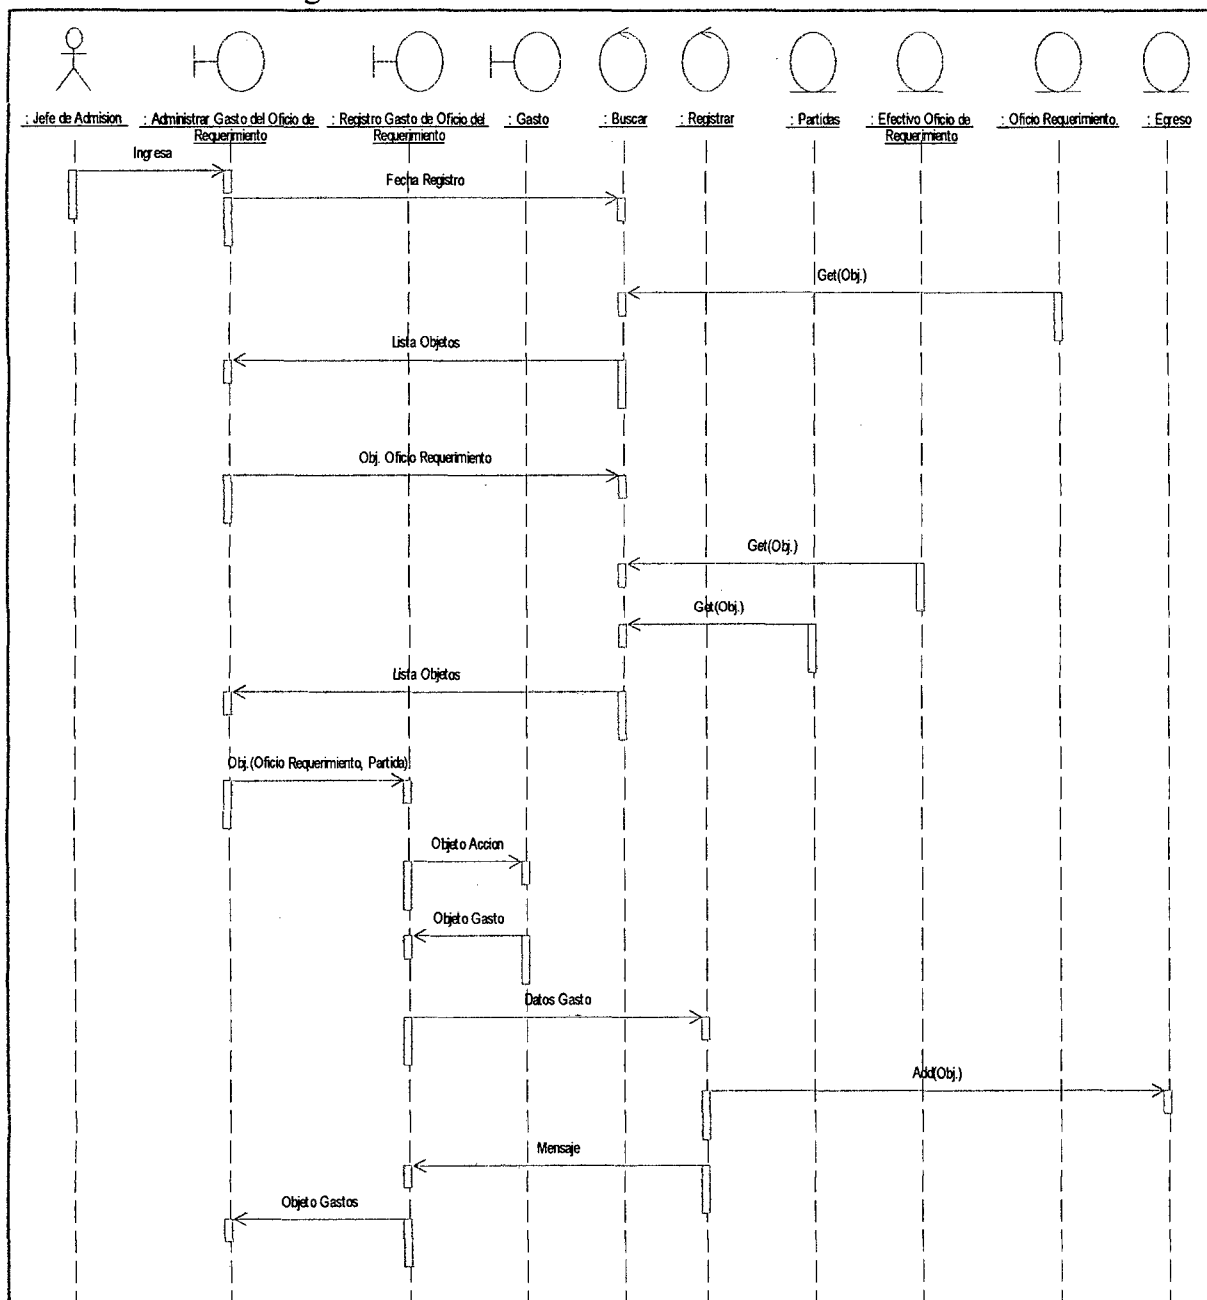 : Jefe de Admision
: Administrar Gasto del Oficio de
Requerimiento
: Registro Gasto de Oficio del
Requerimiento
: Gasto
: Buscar
: Registrar
: Partidas
: Efectivo Oficio de
Requerimiento
: Oficio Requerimiento.
: Egreso
Ingresa
Fecha Registro
Get(Obj.)
Lista Objetos
Obj. Oficio Requerimiento
Get(Obj.)
Get(Obj.)
Lista Objetos
Obj.(Oficio Requerimiento, Partida)
Objeto Accion
Objeto Gasto
Datos Gasto
Add(Obj.)
Mensaje
Objeto Gastos